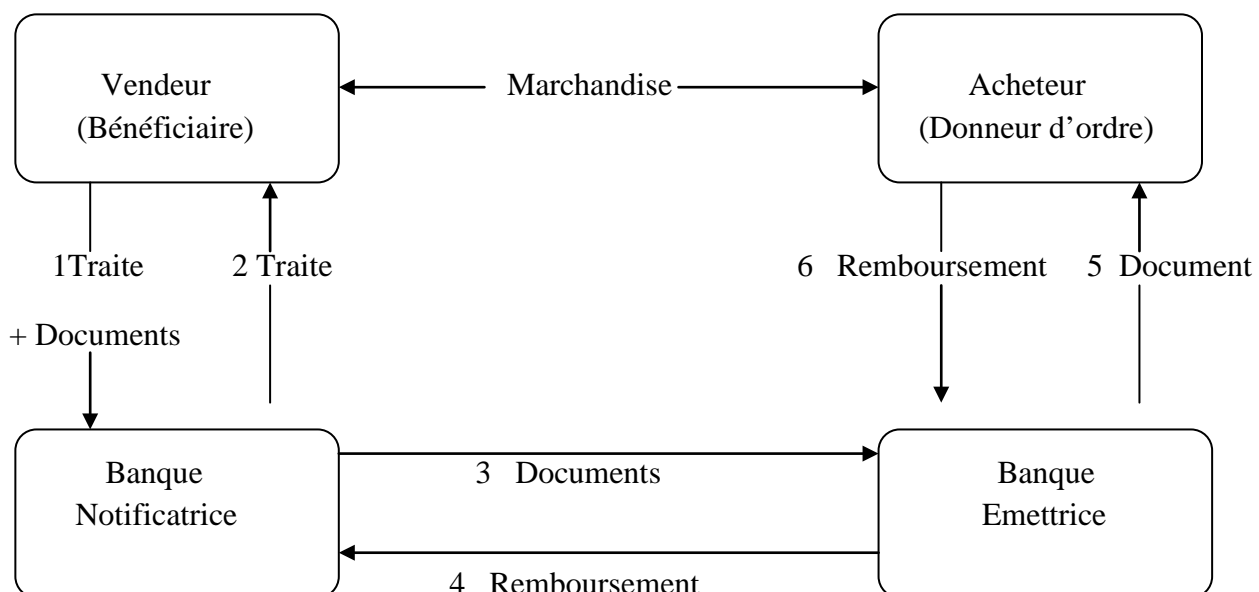 Vendeur
(Bénéficiaire)
Marchandise
Acheteur
(Donneur d’ordre)
1Traite
+ Documents
2 Traite
6 Remboursement
5 Document
Banque
Notificatrice
3 Documents
4 Remboursement
Banque
Emettrice